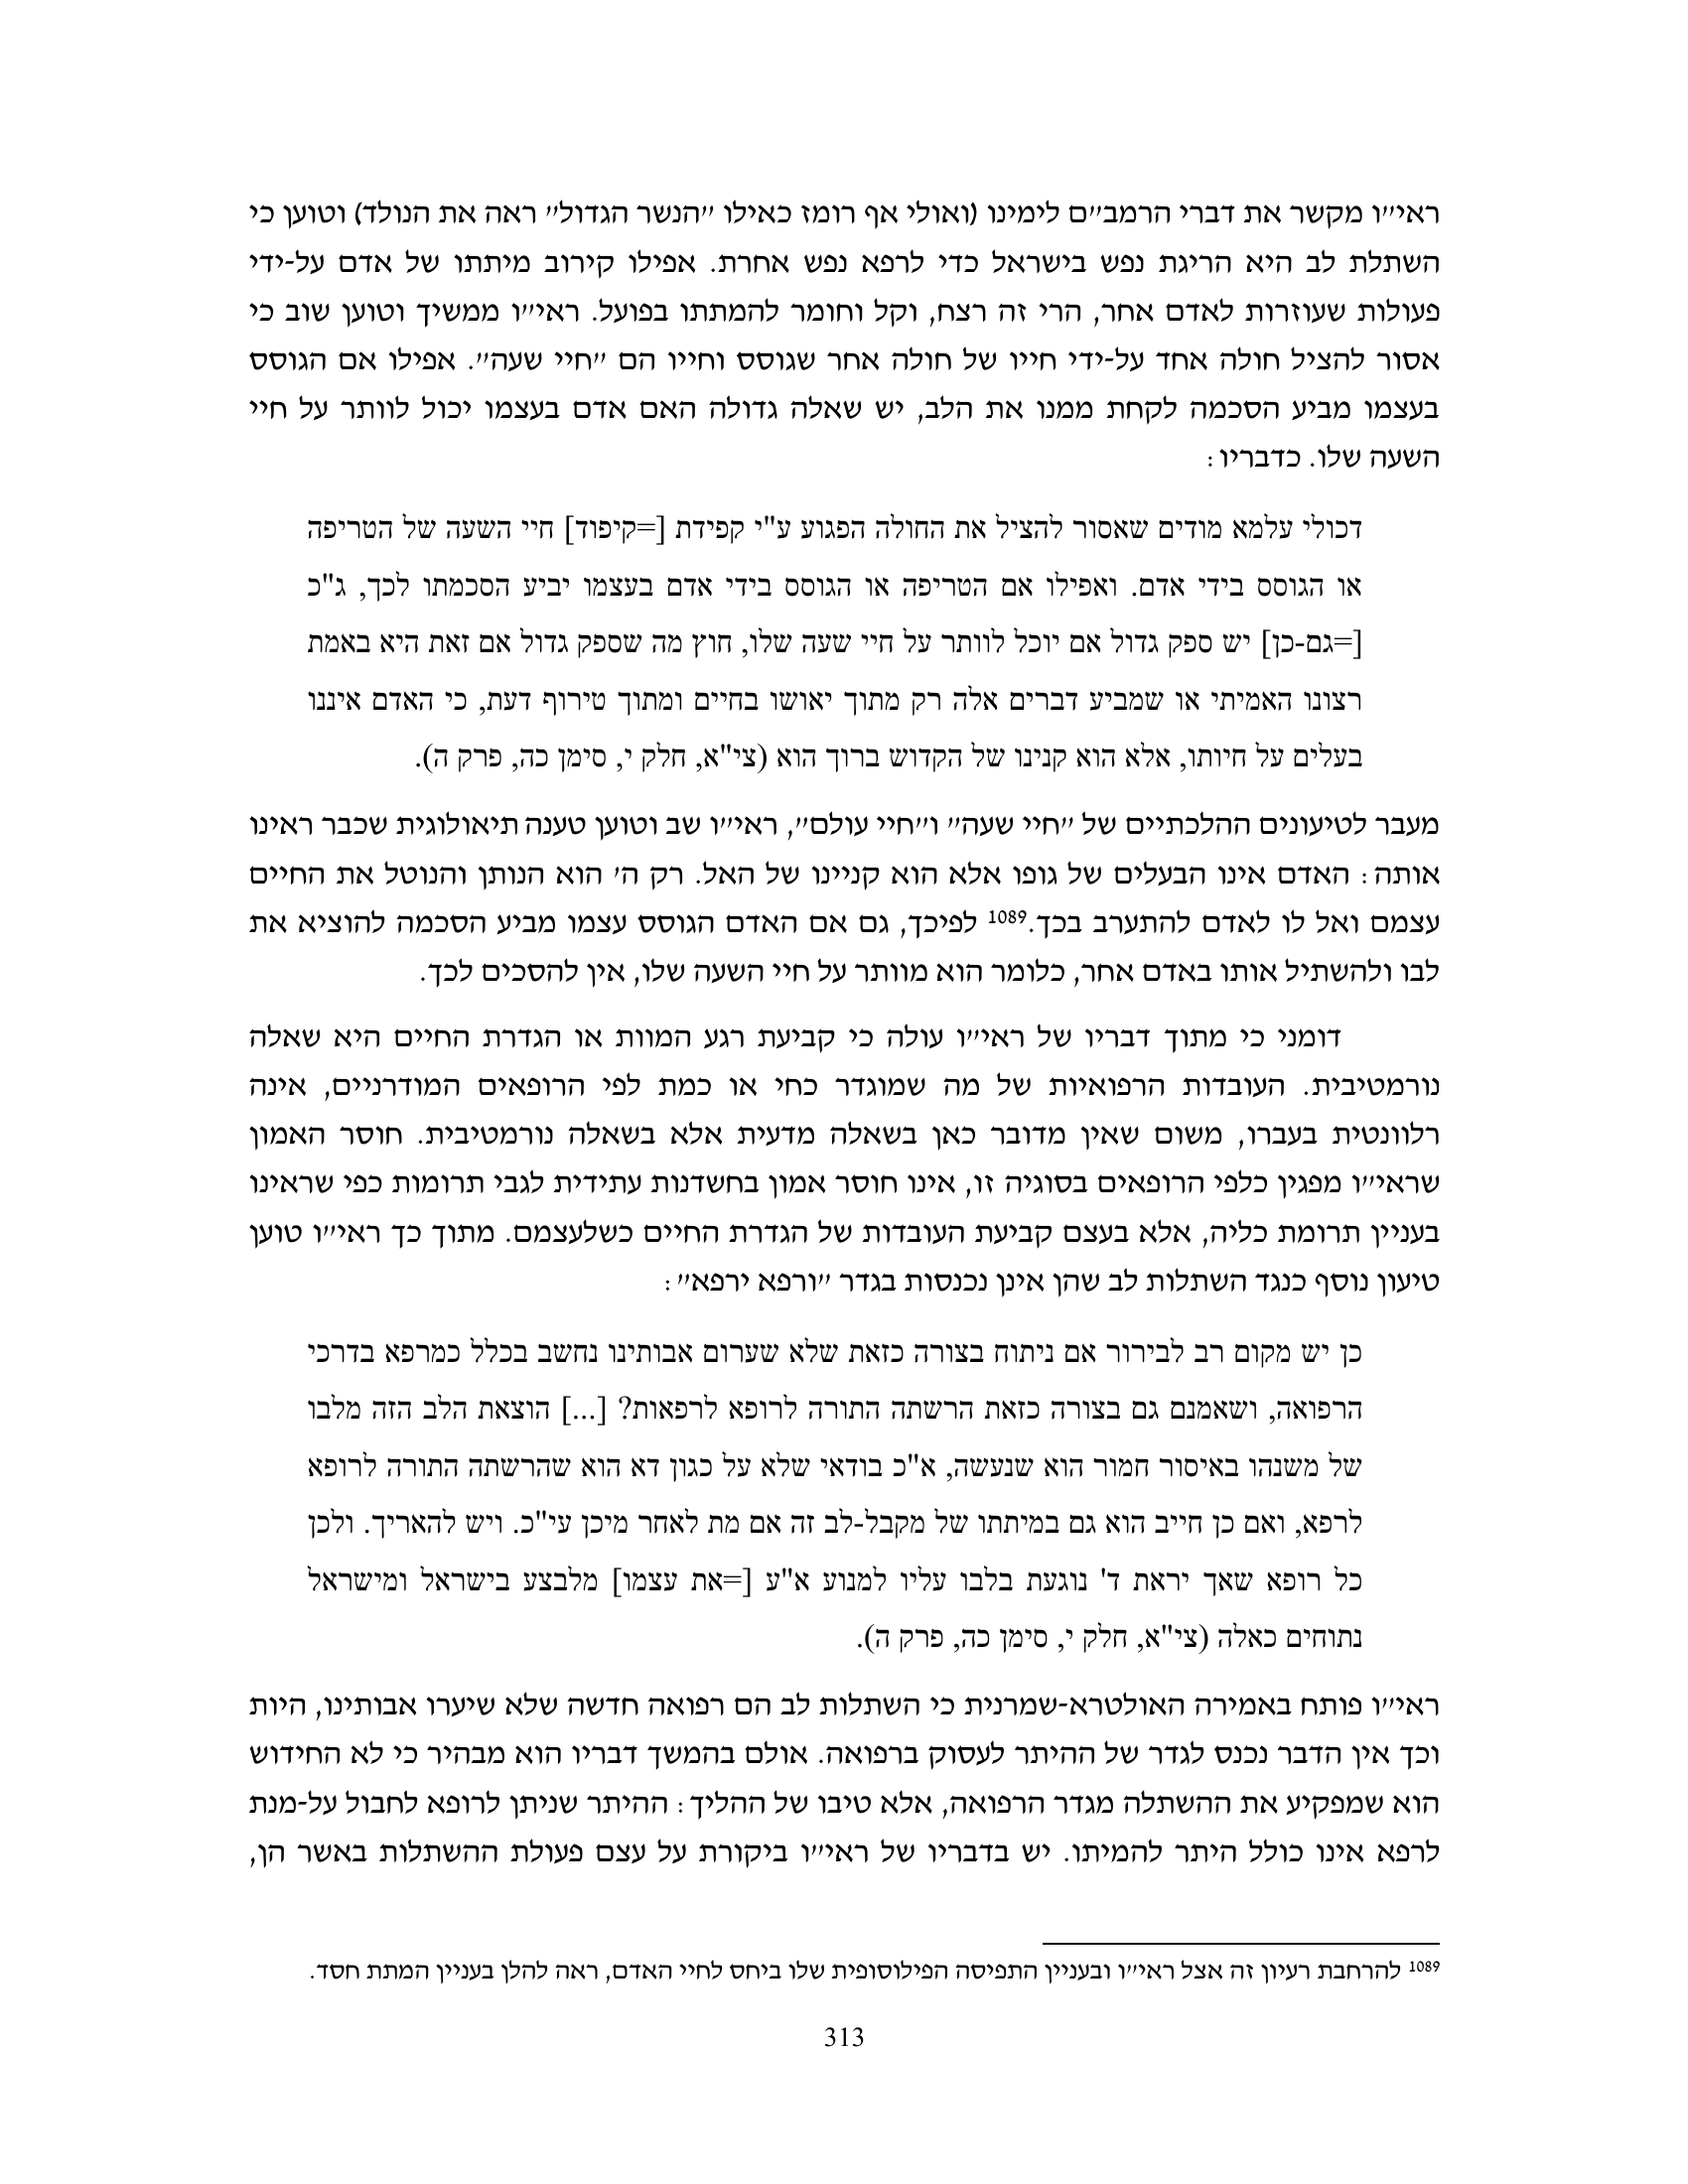 ראי״ו מקשר את דברי הרמב״ם לימינו (ואולי אף רומז כאילו ״הנשר הגדול״ ראה את הנולד) וטוען כי
השתלת לב היא הריגת נפש בישראל כדי לרפא נפש אחרת. אפילו קירוב מיתתו של אדם על-ידי
פעולות שעוזרות לאדם אחר, הרי זה רצח, וקל וחומר להמתתו בפועל. ראי״ו ממשיך וטוען שוב כי
אסור להציל חולה אחד על-ידי חייו של חולה אחר שגוסס וחייו הם ״חיי שעה״. אפילו אם הגוסס
בעצמו מביע הסכמה לקחת ממנו את הלב, יש שאלה גדולה האם אדם בעצמו יכול לוותר על חיי
השעה שלו. כדבריו:
דכולי עלמא מודים שאסור להציל את החולה הפגוע ע"י קפידת [=קיפוד] חיי השעה של הטריפה
או הגוסס בידי אדם. ואפילו אם הטריפה או הגוסס בידי אדם בעצמו יביע הסכמתו לכך, ג"כ
[=גם-כן] יש ספק גדול אם יוכל לוותר על חיי שעה שלו, חוץ מה שספק גדול אם זאת היא באמת
רצונו האמיתי או שמביע דברים אלה רק מתוך יאושו בחיים ומתוך טירוף דעת, כי האדם איננו
בעלים על חיותו, אלא הוא קנינו של הקדוש ברוך הוא (צי"א, חלק י, סימן כה, פרק ה).
מעבר לטיעונים ההלכתיים של ״חיי שעה״ ו״חיי עולם״, ראי״ו שב וטוען טענה תיאולוגית שכבר ראינו
אותה: האדם אינו הבעלים של גופו אלא הוא קניינו של האל. רק ה׳ הוא הנותן והנוטל את החיים
עצמם ואל לו לאדם להתערב בכך.1089 לפיכך, גם אם האדם הגוסס עצמו מביע הסכמה להוציא את
לבו ולהשתיל אותו באדם אחר, כלומר הוא מוותר על חיי השעה שלו, אין להסכים לכך.
דומני כי מתוך דבריו של ראי״ו עולה כי קביעת רגע המוות או הגדרת החיים היא שאלה
נורמטיבית. העובדות הרפואיות של מה שמוגדר כחי או כמת לפי הרופאים המודרניים, אינה
רלוונטית בעברו, משום שאין מדובר כאן בשאלה מדעית אלא בשאלה נורמטיבית. חוסר האמון
שראי״ו מפגין כלפי הרופאים בסוגיה זו, אינו חוסר אמון בחשדנות עתידית לגבי תרומות כפי שראינו
בעניין תרומת כליה, אלא בעצם קביעת העובדות של הגדרת החיים כשלעצמם. מתוך כך ראי״ו טוען
טיעון נוסף כנגד השתלות לב שהן אינן נכנסות בגדר ״ורפא ירפא״:
כן יש מקום רב לבירור אם ניתוח בצורה כזאת שלא שערום אבותינו נחשב בכלל כמרפא בדרכי
הרפואה, ושאמנם גם בצורה כזאת הרשתה התורה לרופא לרפאות? [...] הוצאת הלב הזה מלבו
של משנהו באיסור חמור הוא שנעשה, א"כ בודאי שלא על כגון דא הוא שהרשתה התורה לרופא
לרפא, ואם כן חייב הוא גם במיתתו של מקבל-לב זה אם מת לאחר מיכן עי"כ. ויש להאריך. ולכן
כל רופא שאך יראת ד' נוגעת בלבו עליו למנוע א"ע [=את עצמו] מלבצע בישראל ומישראל
נתוחים כאלה (צי"א, חלק י, סימן כה, פרק ה).
ראי״ו פותח באמירה האולטרא-שמרנית כי השתלות לב הם רפואה חדשה שלא שיערו אבותינו, היות
וכך אין הדבר נכנס לגדר של ההיתר לעסוק ברפואה. אולם בהמשך דבריו הוא מבהיר כי לא החידוש
הוא שמפקיע את ההשתלה מגדר הרפואה, אלא טיבו של ההליך: ההיתר שניתן לרופא לחבול על-מנת
לרפא אינו כולל היתר להמיתו. יש בדבריו של ראי״ו ביקורת על עצם פעולת ההשתלות באשר הן,
1089 להרחבת רעיון זה אצל ראי״ו ובעניין התפיסה הפילוסופית שלו ביחס לחיי האדם, ראה להלן בעניין המתת חסד.
313